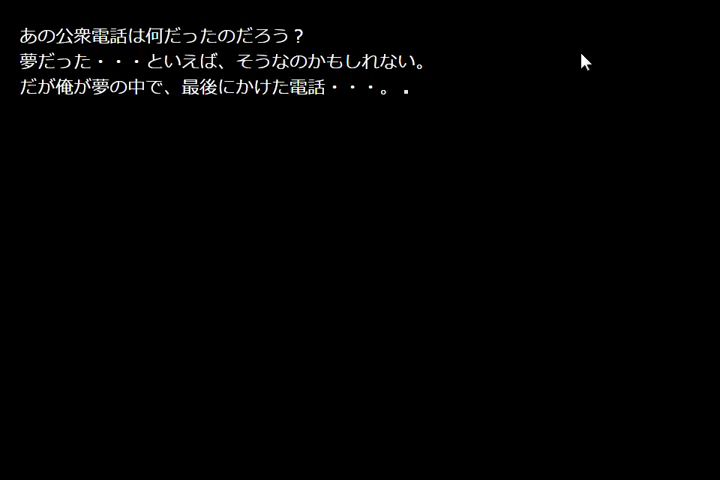 あの公衆電話は何だったのだろう？
夢だった・・・といえば、そうなのかもしれない。
だが俺が夢の中で、最後にかけた電話・・・。